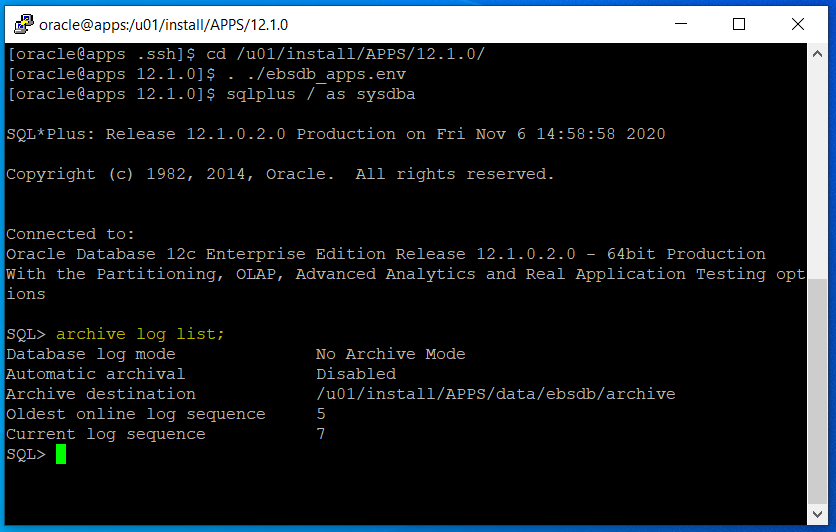 oracle@apps:/u01/install/APPS/12.1.0
[oracle@apps .ssh]$ cd /u01/install/APPS/12.1.0/
[oracle@apps 12.1.0]$ . ./ebsdb_apps.env
[oracle@apps 12.1.0]$ sqlplus / as sysdba
SQL*Plus: Release 12.1.0.2.0 Production on Fri Nov 6 14:58:58 2020
Copyright (c) 1982, 2014, Oracle.  All rights reserved.
Connected to:
Oracle Database 12c Enterprise Edition Release 12.1.0.2.0 - 64bit Production
With the Partitioning, OLAP, Advanced Analytics and Real Application Testing opt
ions
SQL> archive log list;
Database log mode              No Archive Mode
Automatic archival             Disabled
Archive destination            /u01/install/APPS/data/ebsdb/archive
Oldest online log sequence     5
Current log sequence           7
SQL>